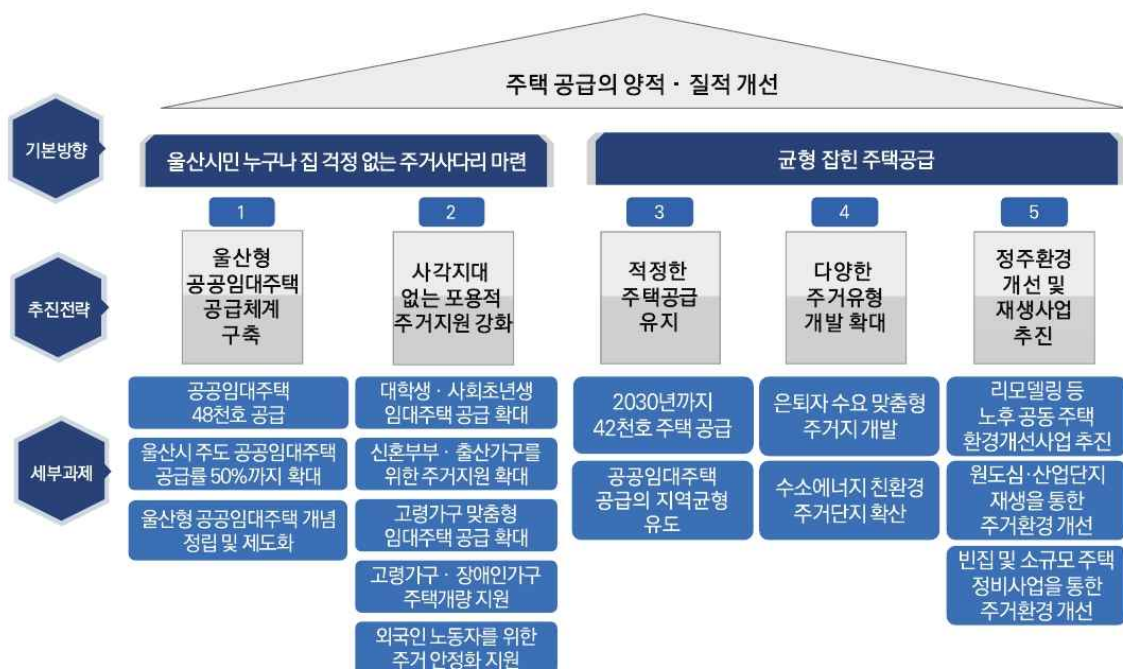 주택 공급의 양적 · 질적 개선
기본방향
울산시민 누구나 집 걱정 없는 주거사다리 마련
균형 잡힌 주택공급
추진전략
1
울산형
공공임대주택
공급체계
구축
2
사각지대
없는 포용적
주거지원 강화
3
적정한
주택공급
유지
4
다양한
주거유형
개발 확대
5
정주환경
개선 및
재생사업
추진
세부과제
공공임대주택
48천호 공급
울산시 주도 공공임대주택
공급률 50%까지 확대
울산형 공공임대주택 개념
정립 및 제도화
대학생 · 사회초년생
임대주택 공급 확대
신혼부부 · 출산가구를
위한 주거지원 확대
고령가구 맞춤형
임대주택 공급 확대
고령가구 · 장애인가구
주택개량 지원
외국인 노동자를 위한
주거 안정화 지원
2030년까지
42천호 주택 공급
공공임대주택
공급의 지역균형
유도
은퇴자 수요 맞춤형
주거지 개발
수소에너지 친환경
주거단지 확산
리모델링 등
노후 공동 주택
환경개선사업 추진
원도심·산업단지
재생을 통한
주거환경 개선
빈집 및 소규모 주택
정비사업을 통한
주거환경 개선